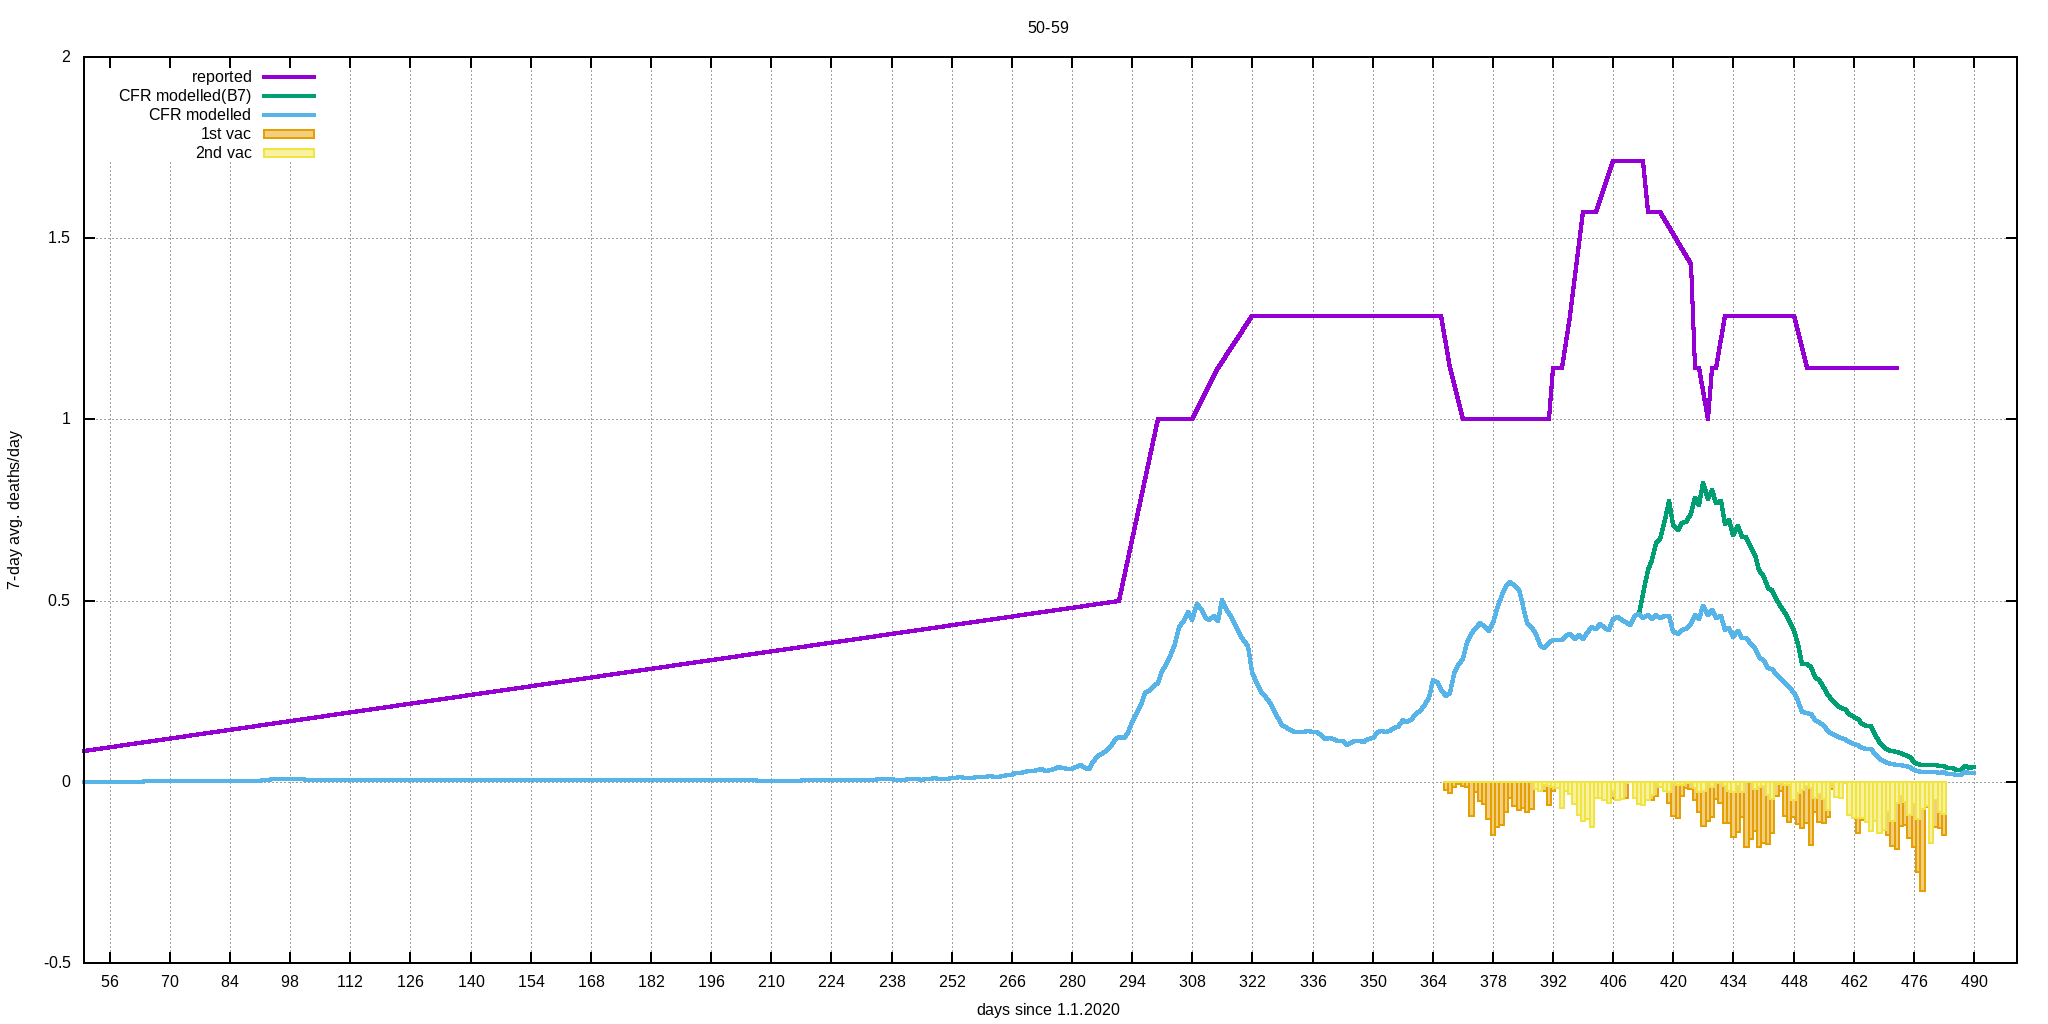 50-59
2
1.5
1
0.5
0
-0.5
7-day avg. deaths/day
reported
CFR modelled(B7)
CFR modelled
1st vac
2nd vac
56 70 84 98 112 126 140 154 168 182 196 210 224 238 252 266 280 294 308 322 336 350 364 378 392 406 420 434 448 462 476 490
days since 1.1.2020